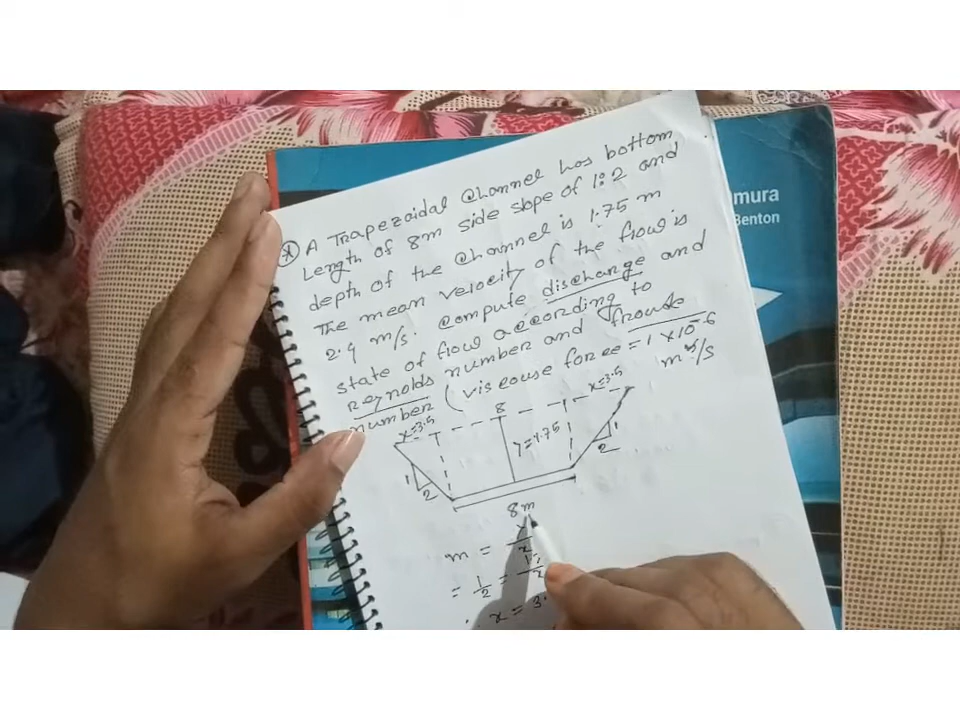 * A Trapezoidal channel has bottom
Length of 8m side slope of 1:2 and
depth of the channel is 1.75 m
The mean velocity of the flow is
2.4 m/s. compute discharge and
state of flow according to
Reynolds number and Froude
number (viscouse force = 1 × 10⁻⁶
m²/s
x=3.5
8
x=3.5
y=1.75
1
2
1
2
8m
m = y/x
= 1/2 =
∴ x = 3.
mura
Benton